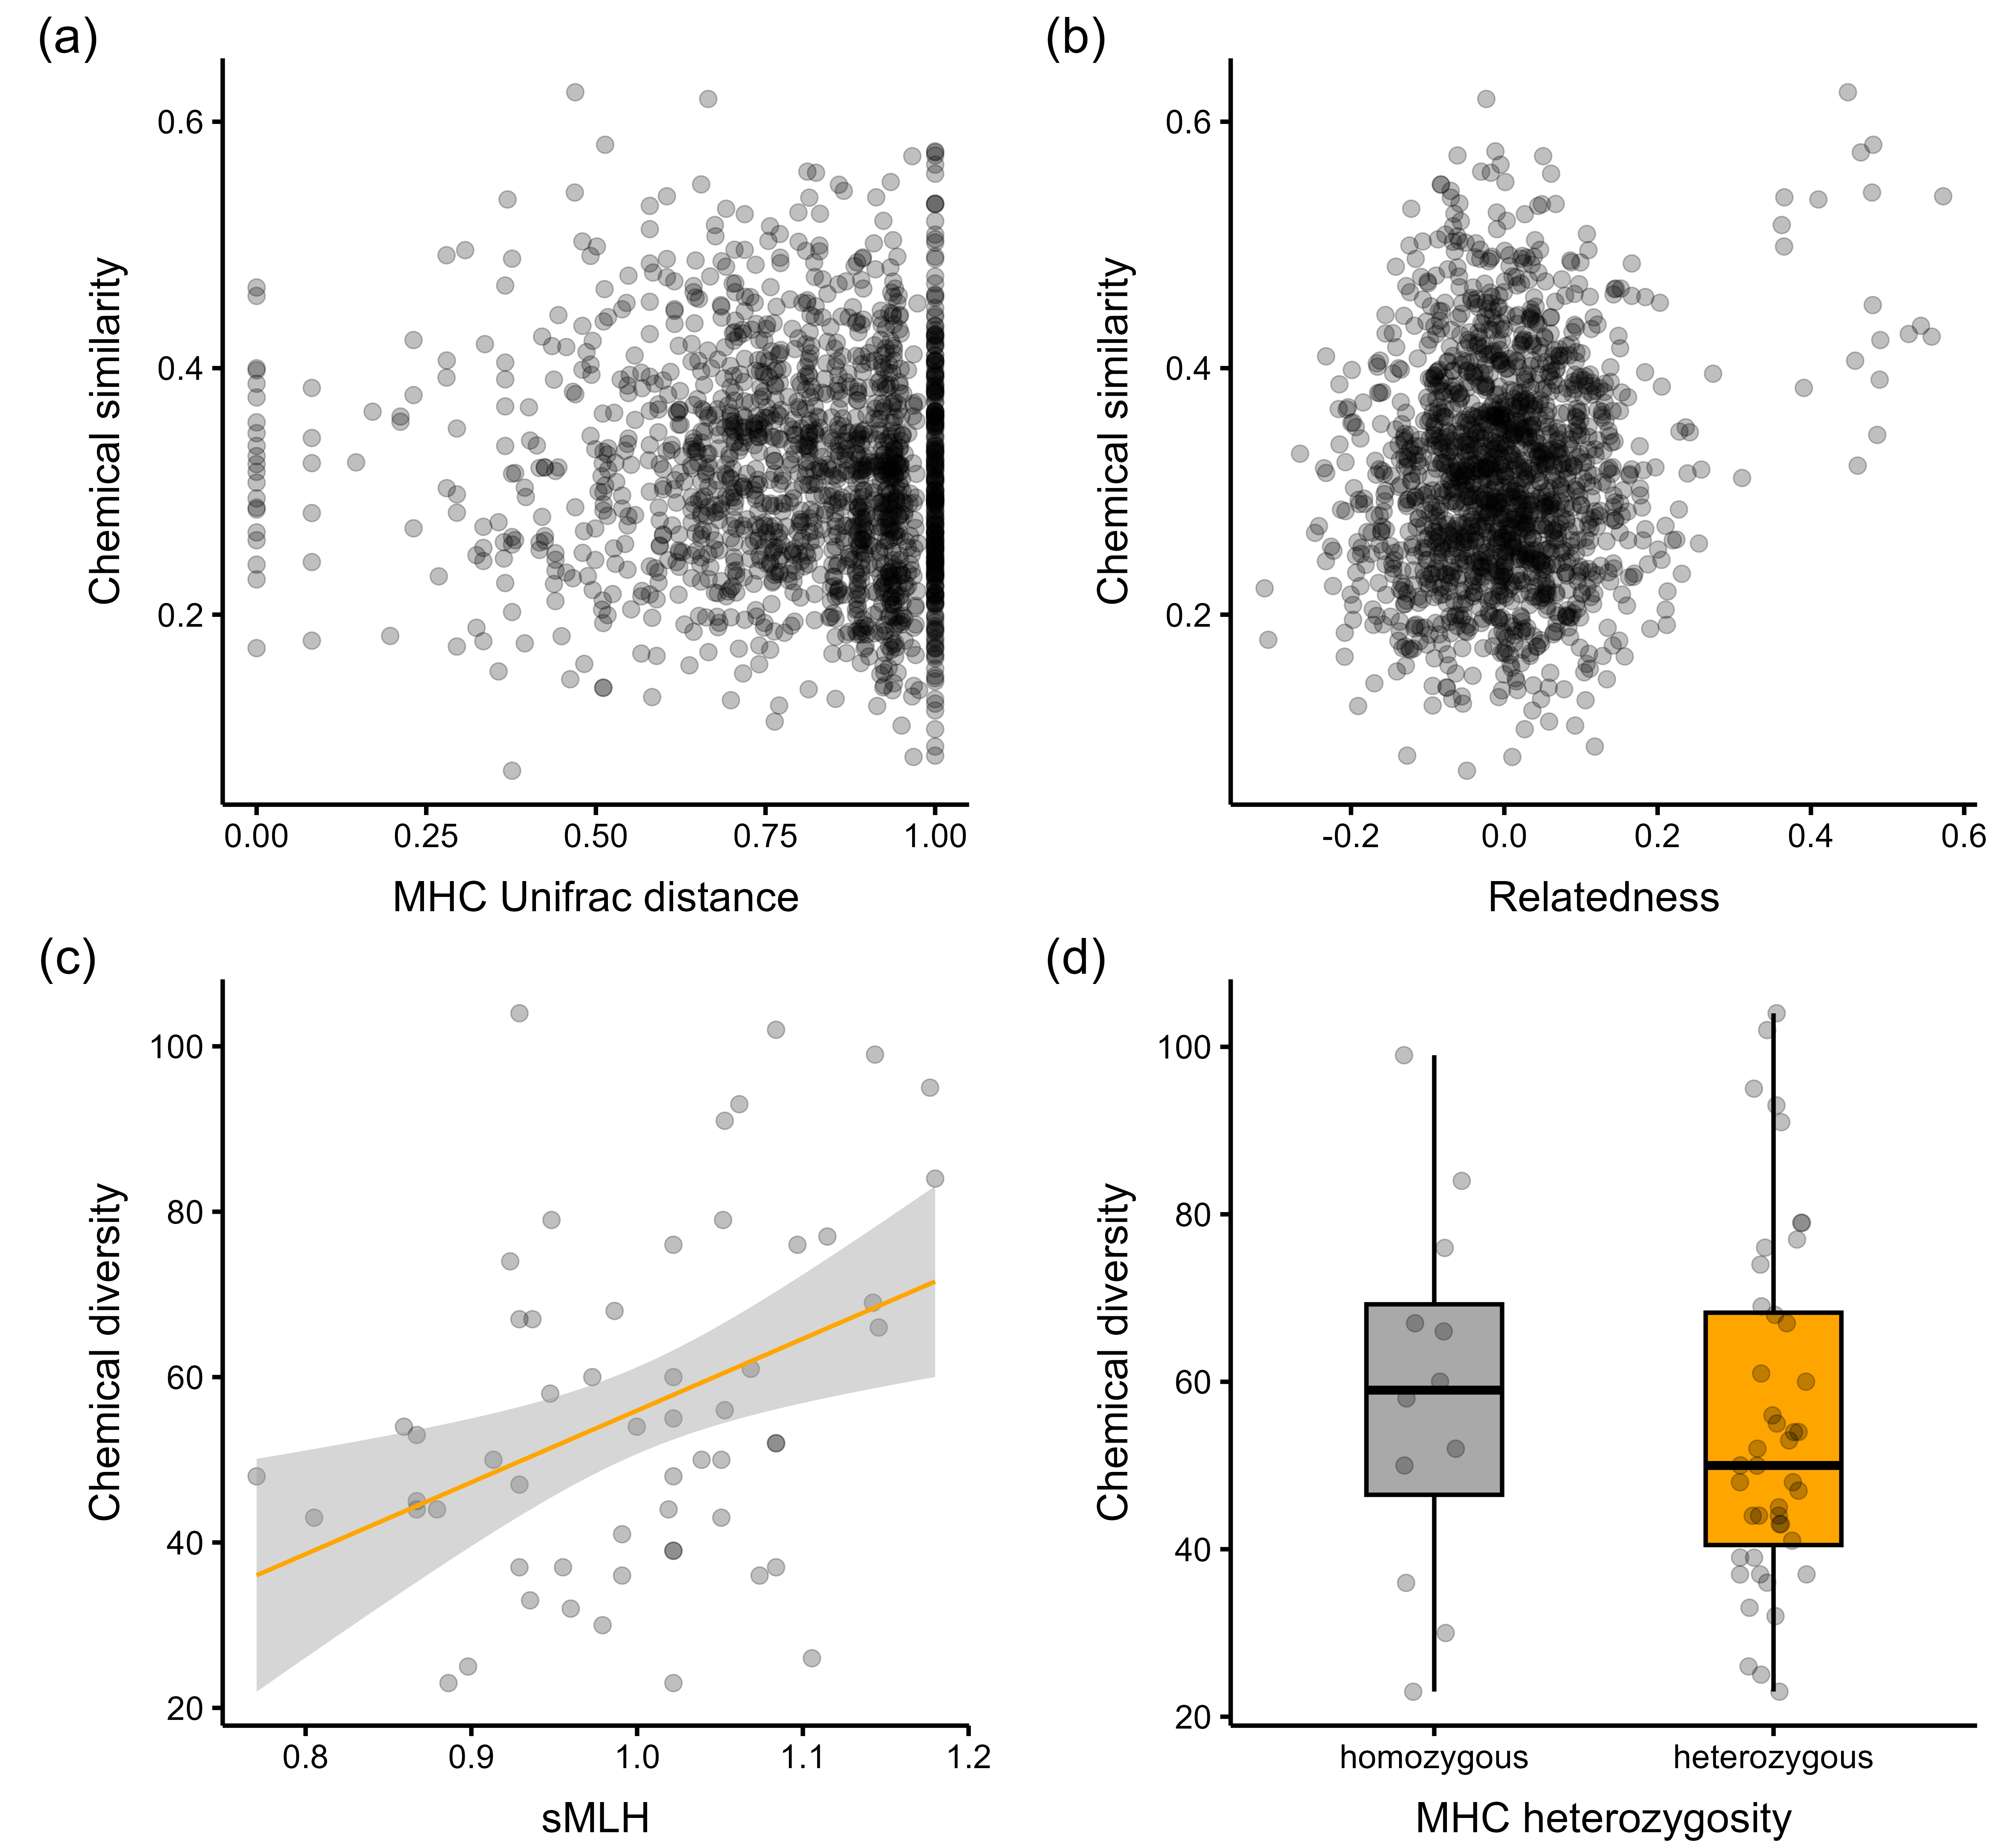 (a)
Chemical similarity
0.6
0.4
0.2
0.00 0.25 0.50 0.75 1.00
MHC Unifrac distance
(b)
Chemical similarity
0.6
0.4
0.2
-0.2 0.0 0.2 0.4 0.6
Relatedness
(c)
Chemical diversity
100
80
60
40
20
0.8 0.9 1.0 1.1 1.2
sMLH
(d)
Chemical diversity
100
80
60
40
20
homozygous heterozygous
MHC heterozygosity